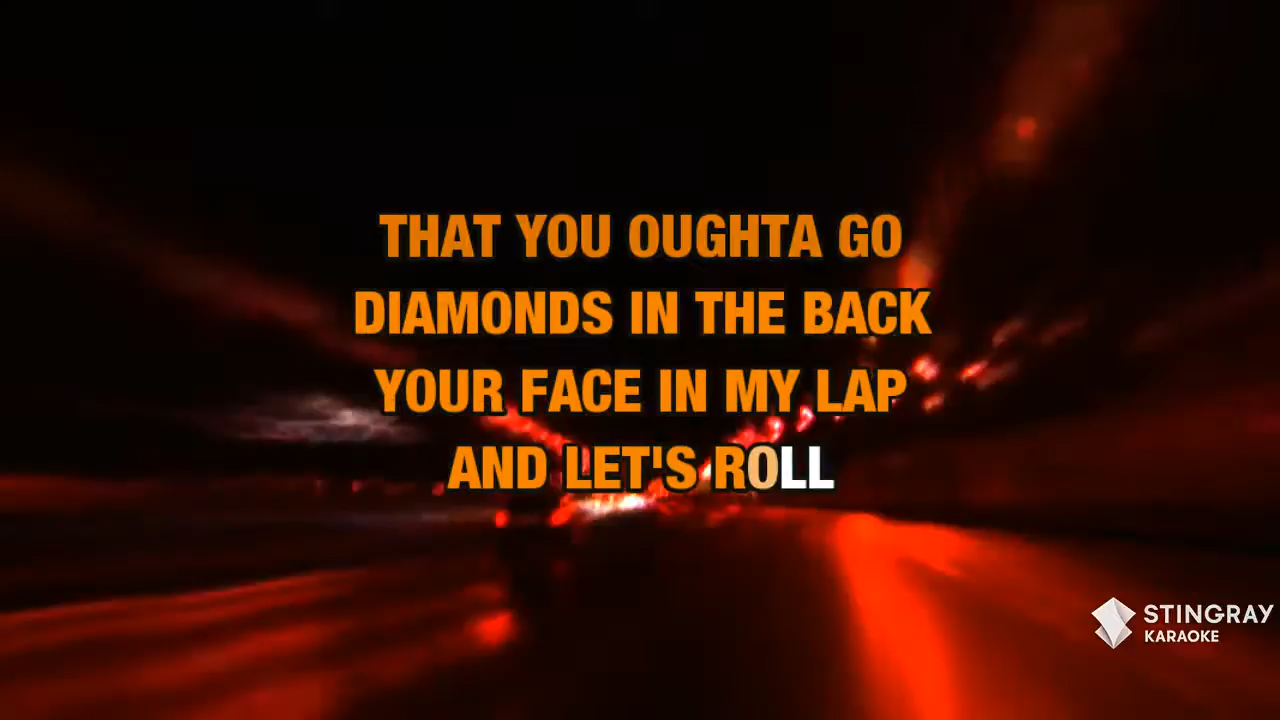 THAT YOU OUGHTA GO
DIAMONDS IN THE BACK
YOUR FACE IN MY LAP
AND LET'S ROLL
STINGRAY
KARAOKE